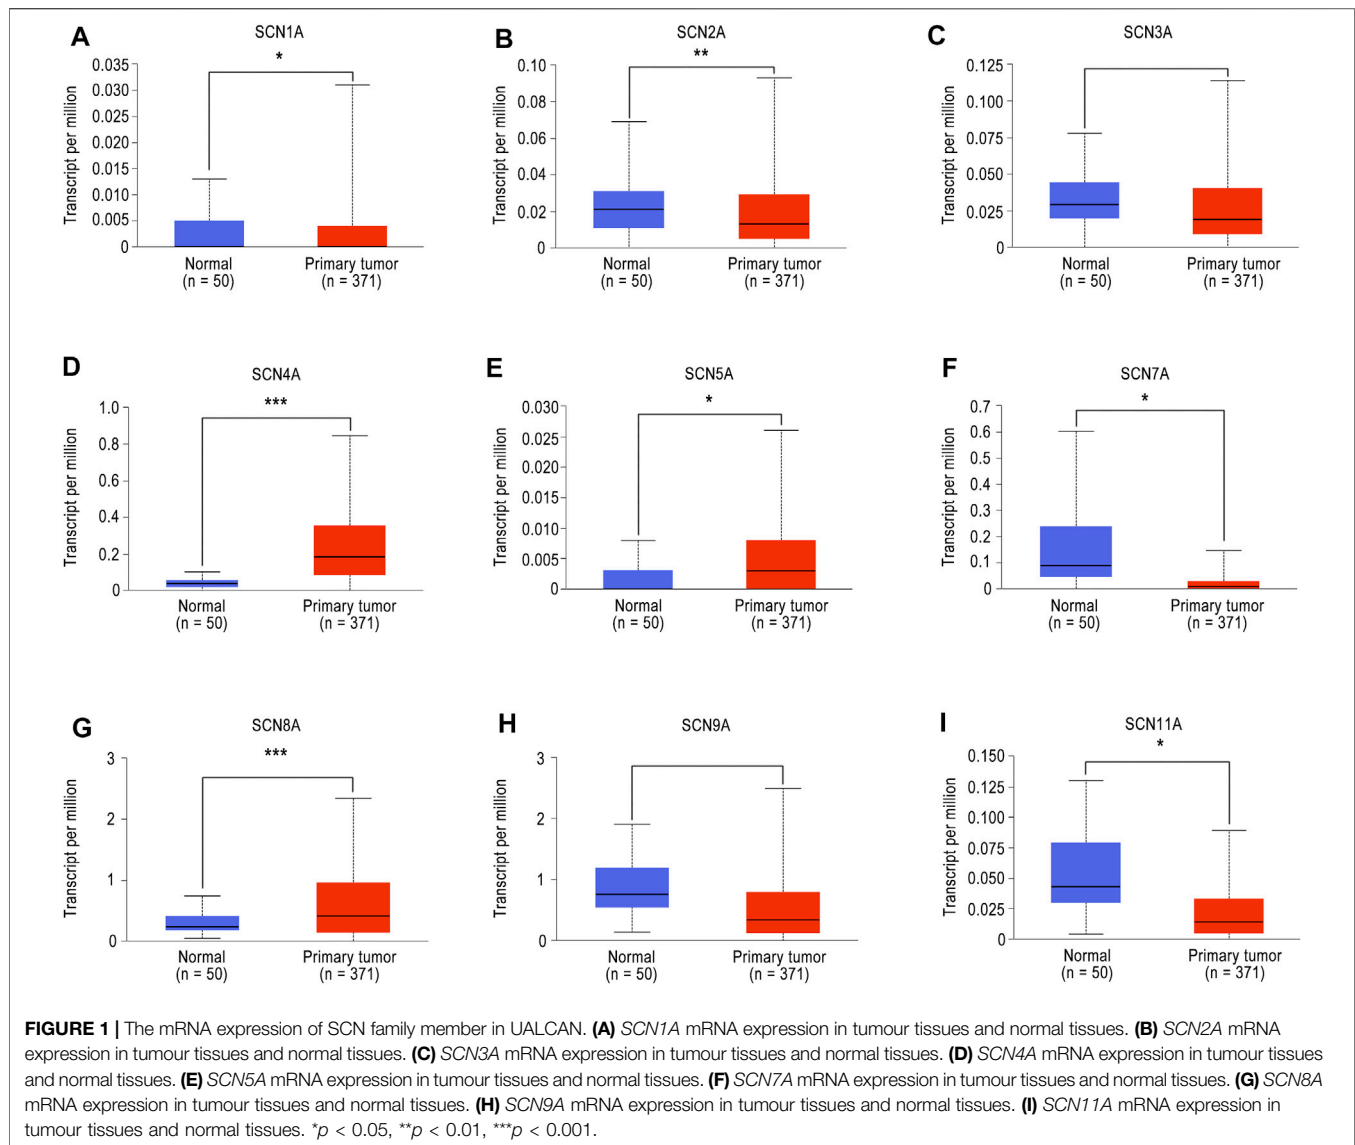 A
SCN1A
*
Transcript per million
0.035
0.030
0.025
0.020
0.015
0.010
0.005
0
Normal
(n = 50)
Primary tumor
(n = 371)
B
SCN2A
**
Transcript per million
0.10
0.08
0.06
0.04
0.02
0
Normal
(n = 50)
Primary tumor
(n = 371)
C
SCN3A
Transcript per million
0.125
0.100
0.075
0.050
0.025
0
Normal
(n = 50)
Primary tumor
(n = 371)
D
SCN4A
***
Transcript per million
1.0
0.8
0.6
0.4
0.2
0
Normal
(n = 50)
Primary tumor
(n = 371)
E
SCN5A
*
Transcript per million
0.030
0.025
0.020
0.015
0.010
0.005
0
Normal
(n = 50)
Primary tumor
(n = 371)
F
SCN7A
*
Transcript per million
0.7
0.6
0.5
0.4
0.3
0.2
0.1
0
Normal
(n = 50)
Primary tumor
(n = 371)
G
SCN8A
***
Transcript per million
3
2
1
0
Normal
(n = 50)
Primary tumor
(n = 371)
H
SCN9A
Transcript per million
3
2
1
0
Normal
(n = 50)
Primary tumor
(n = 371)
I
SCN11A
*
Transcript per million
0.150
0.125
0.100
0.075
0.050
0.025
0
Normal
(n = 50)
Primary tumor
(n = 371)
FIGURE 1 | The mRNA expression of SCN family member in UALCAN. (A) SCN1A mRNA expression in tumour tissues and normal tissues. (B) SCN2A mRNA
expression in tumour tissues and normal tissues. (C) SCN3A mRNA expression in tumour tissues and normal tissues. (D) SCN4A mRNA expression in tumour tissues
and normal tissues. (E) SCN5A mRNA expression in tumour tissues and normal tissues. (F) SCN7A mRNA expression in tumour tissues and normal tissues. (G) SCN8A
mRNA expression in tumour tissues and normal tissues. (H) SCN9A mRNA expression in tumour tissues and normal tissues. (I) SCN11A mRNA expression in
tumour tissues and normal tissues. *p < 0.05, **p < 0.01, ***p < 0.001.